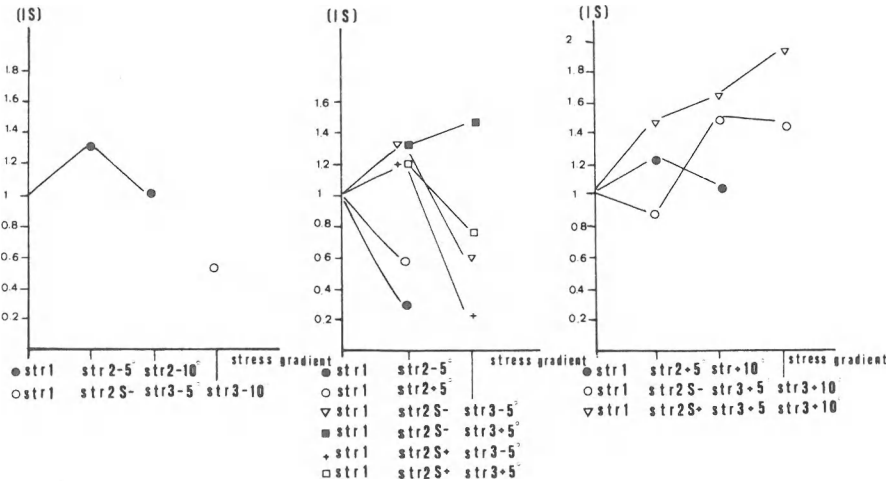 (IS)
1.8
1.6
1.4
1.2
1
0.8
0.6
0.4
0.2
stress gradient
● str1 str2-5° str2-10°
○ str1 str2S- str3-5° str3-10°
(IS)
1.6
1.4
1.2
1
0.8
0.6
0.4
0.2
stress gradient
● str1 str2-5°
○ str1 str2+5°
▽ str1 str2S- str3-5°
■ str1 str2S- str3+5°
+ str1 str2S+ str3-5°
□ str1 str2S+ str3+5°
(IS)
2
1.8
1.6
1.4
1.2
1
0.8
0.6
0.4
0.2
stress gradient
● str1 str2+5° str+10°
○ str1 str2S- str3+5 str3+10°
▽ str1 str2S+ str3+5 str3+10°